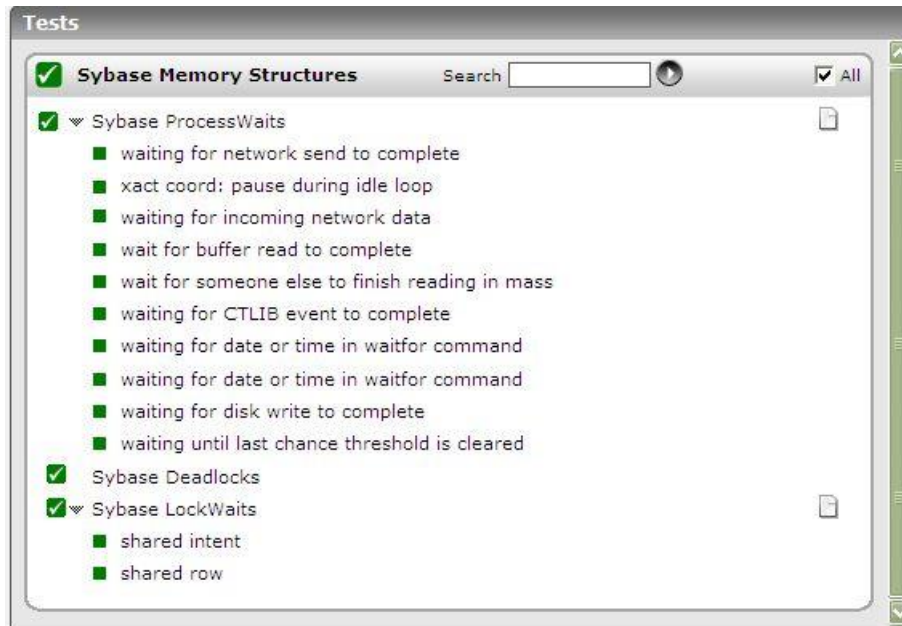 Tests
Sybase Memory Structures Search All
Sybase ProcessWaits
waiting for network send to complete
xact coord: pause during idle loop
waiting for incoming network data
wait for buffer read to complete
wait for someone else to finish reading in mass
waiting for CTLIB event to complete
waiting for date or time in waitfor command
waiting for date or time in waitfor command
waiting for disk write to complete
waiting until last chance threshold is cleared
Sybase Deadlocks
Sybase LockWaits
shared intent
shared row